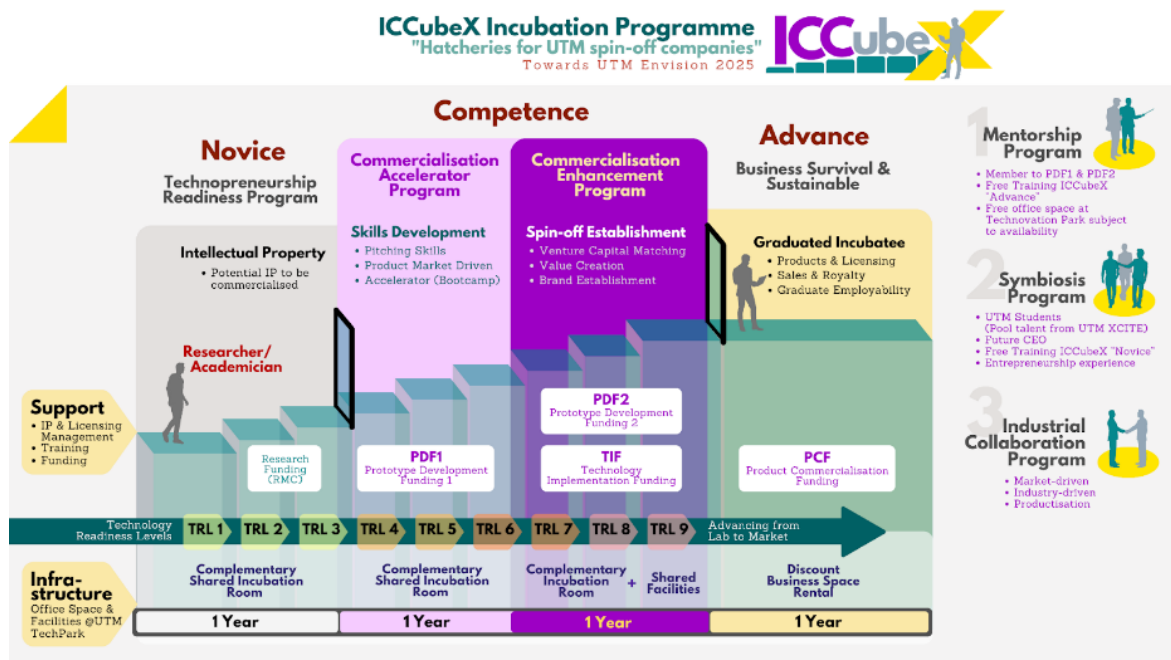 ICCubeX Incubation Programme
"Hatcheries for UTM spin-off companies"
Towards UTM Envision 2025
ICCubeX
Competence
Novice
Technopreneurship
Readiness Program
Commercialisation
Accelerator
Program
Commercialisation
Enhancement
Program
Advance
Business Survival &
Sustainable
Intellectual Property
• Potential IP to be
commercialised
Skills Development
• Pitching Skills
• Product Market Driven
• Accelerator (Bootcamp)
Spin-off Establishment
• Venture Capital Matching
• Value Creation
• Brand Establishment
Graduated Incubatee
• Products & Licensing
• Sales & Royalty
• Graduate Employability
Researcher/
Academician
Support
• IP & Licensing
Management
• Training
• Funding
Research
Funding
(RMC)
PDF1
Prototype Development
Funding 1
PDF2
Prototype Development
Funding 2
TIF
Technology
Implementation Funding
PCF
Product Commercialisation
Funding
Technology
Readiness Levels
TRL 1
TRL 2
TRL 3
TRL 4
TRL 5
TRL 6
TRL 7
TRL 8
TRL 9
Advancing from
Lab to Market
Infra-
structure
Office Space &
Facilities @UTM
TechPark
Complementary
Shared Incubation
Room
Complementary
Shared Incubation
Room
Complementary
Incubation
Room
+
Shared
Facilities
Discount
Business Space
Rental
1 Year
1 Year
1 Year
1 Year
1
Mentorship
Program
• Member to PDF1 & PDF2
• Free Training ICCubeX
"Advance"
• Free office space at
Technovation Park subject
to availability
2
Symbiosis
Program
• UTM Students
(Pool talent from UTM XCITE)
• Future CEO
• Free Training ICCubeX "Novice"
• Entrepreneurship experience
3
Industrial
Collaboration
Program
• Market-driven
• Industry-driven
• Productisation